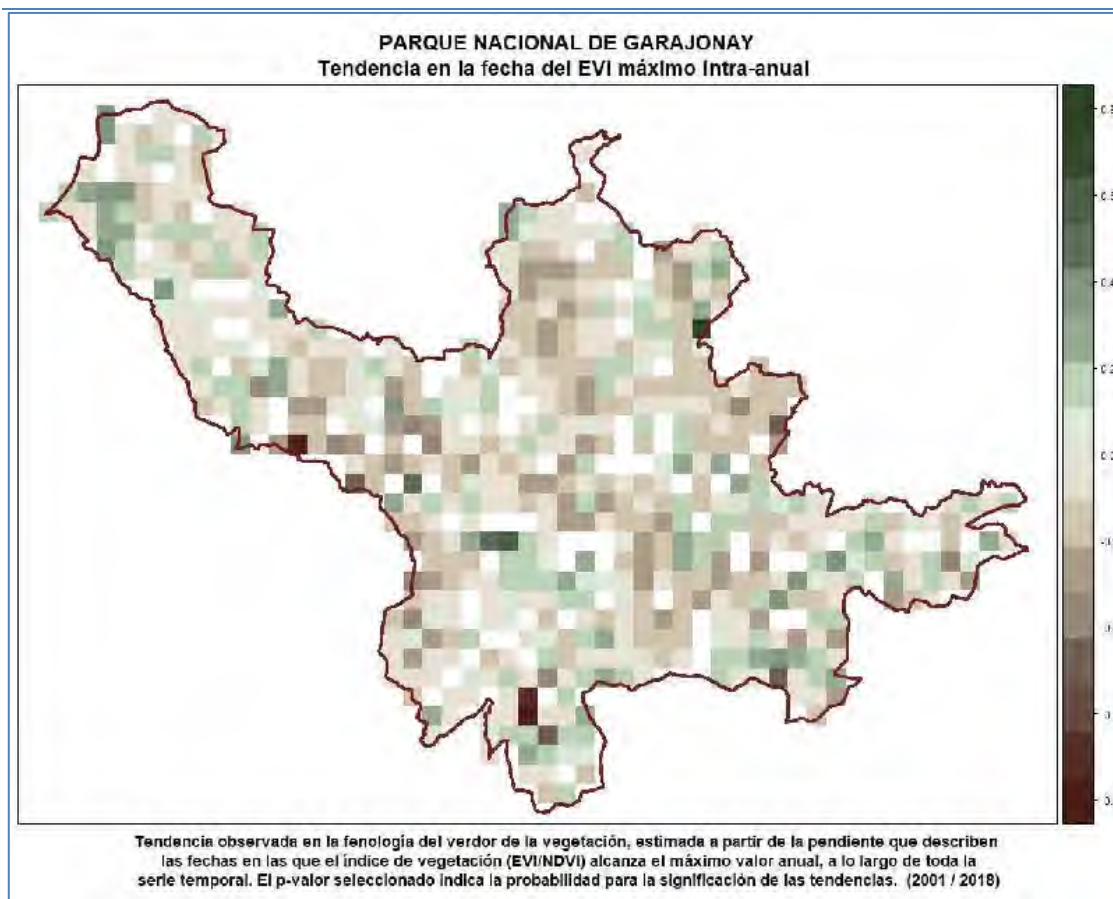 PARQUE NACIONAL DE GARAJONAY
Tendencia en la fecha del EVI máximo intra-anual
Tendencia observada en la fenología del verdor de la vegetación, estimada a partir de la pendiente que describen
las fechas en las que el índice de vegetación (EVI/NDVI) alcanza el máximo valor anual, a lo largo de toda la
serie temporal. El p-valor seleccionado indica la probabilidad para la significación de las tendencias. (2001 / 2018)